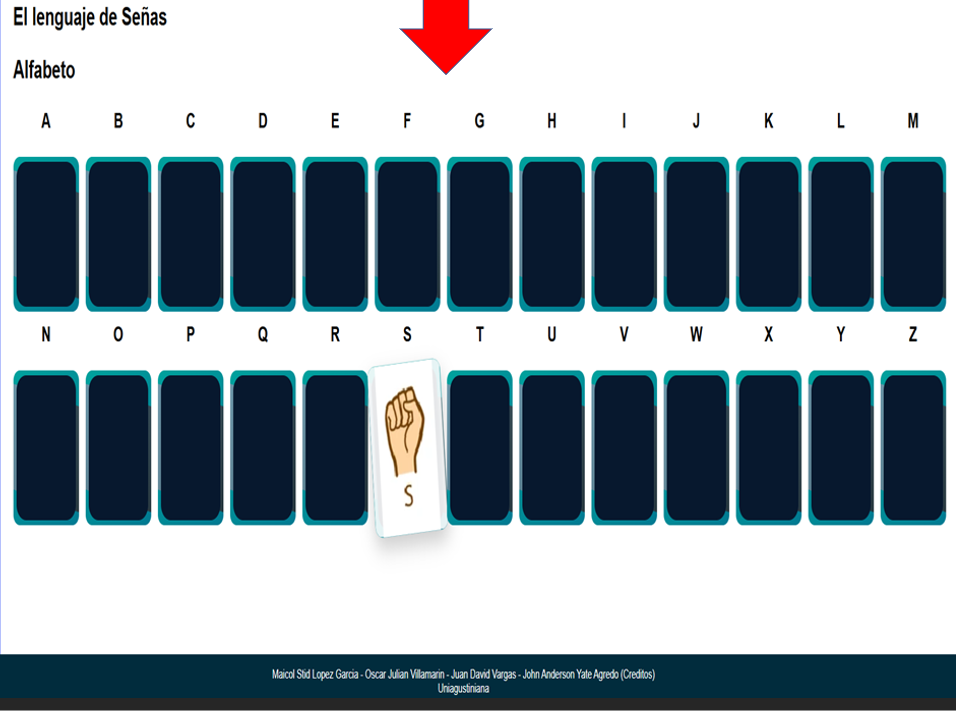 El lenguaje de Señas
Alfabeto
A B C D E F G H I J K L M
N O P Q R S T U V W X Y Z
S
Maicol Stid Lopez Garcia - Oscar Julian Villamarin - Juan David Vargas - John Anderson Yate Agredo (Creditos)
Uniagustiniana